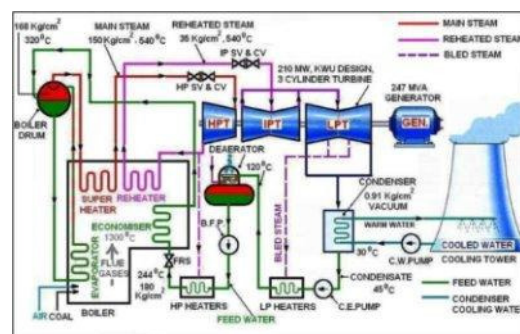 168 Kg/cm²
320°C
MAIN STEAM
150Kg/cm² - 540°C
REHEATED STEAM
35 Kg/cm², 540°C
IP SV & CV
HP SV & CV
MAIN STEAM
REHEATED STEAM
BLED STEAM
210 MW, KWU DESIGN,
3 CYLINDER TURBINE
247 MVA
GENERATOR
HPT
IPT
LPT
GEN
BOILER
DRUM
DEAERATOR
120°C
SUPER
HEATER
REHEATER
ECONOMISER
1300°C
FLUE
GASES
EVAPORATOR
B.F.P
BLED STEAM
CONDENSER
0.91 Kg/cm²
VACUUM
WARM WATER
30°C
C.W.PUMP
COOLED WATER
COOLING TOWER
FRS
244°C
180
Kg/cm²
AIR
COAL
BOILER
HP HEATERS
FEED WATER
LP HEATERS
C.E.PUMP
CONDENSATE
45°C
FEED WATER
CONDENSER
COOLING WATE